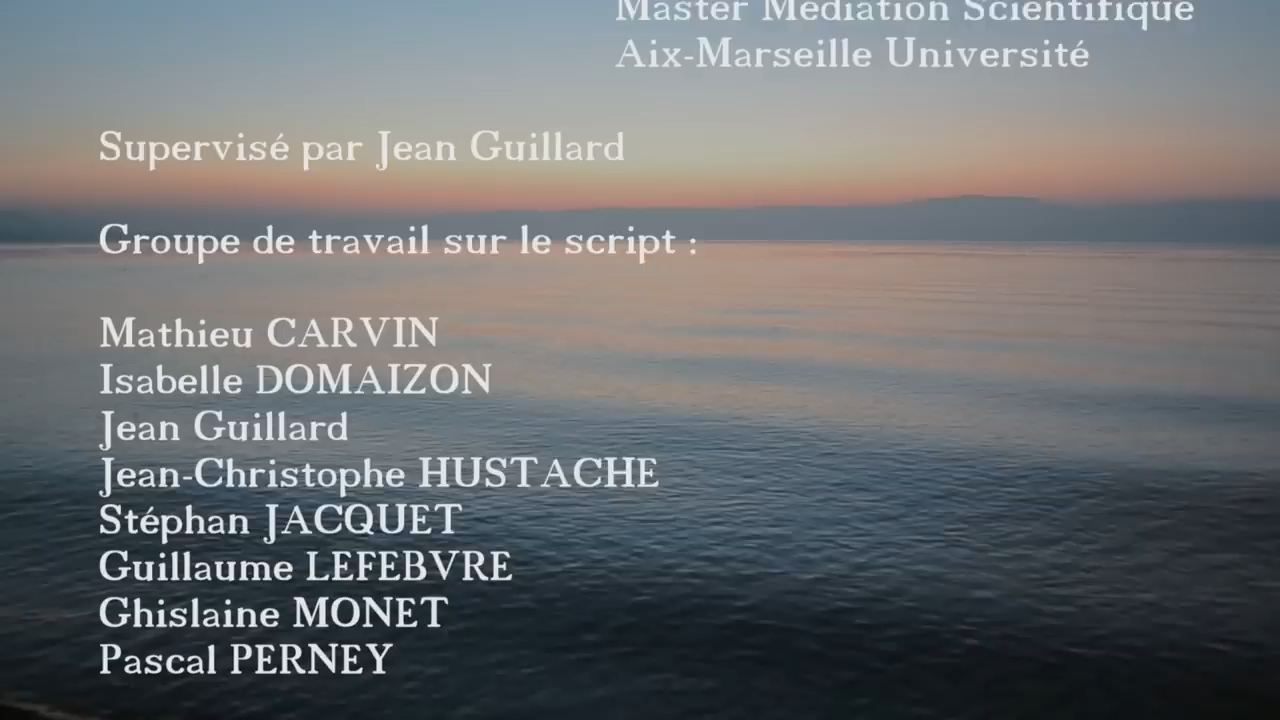 Master Médiation Scientifique
Aix-Marseille Université
Supervisé par Jean Guillard
Groupe de travail sur le script :
Mathieu CARVIN
Isabelle DOMAIZON
Jean Guillard
Jean-Christophe HUSTACHE
Stéphan JACQUET
Guillaume LEFEBVRE
Ghislaine MONET
Pascal PERNEY